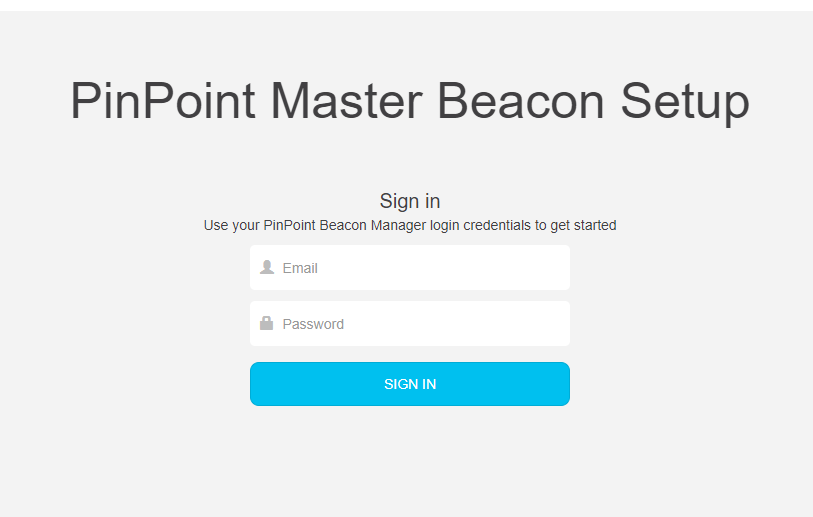 PinPoint Master Beacon Setup
Sign in
Use your PinPoint Beacon Manager login credentials to get started
Email
Password
SIGN IN